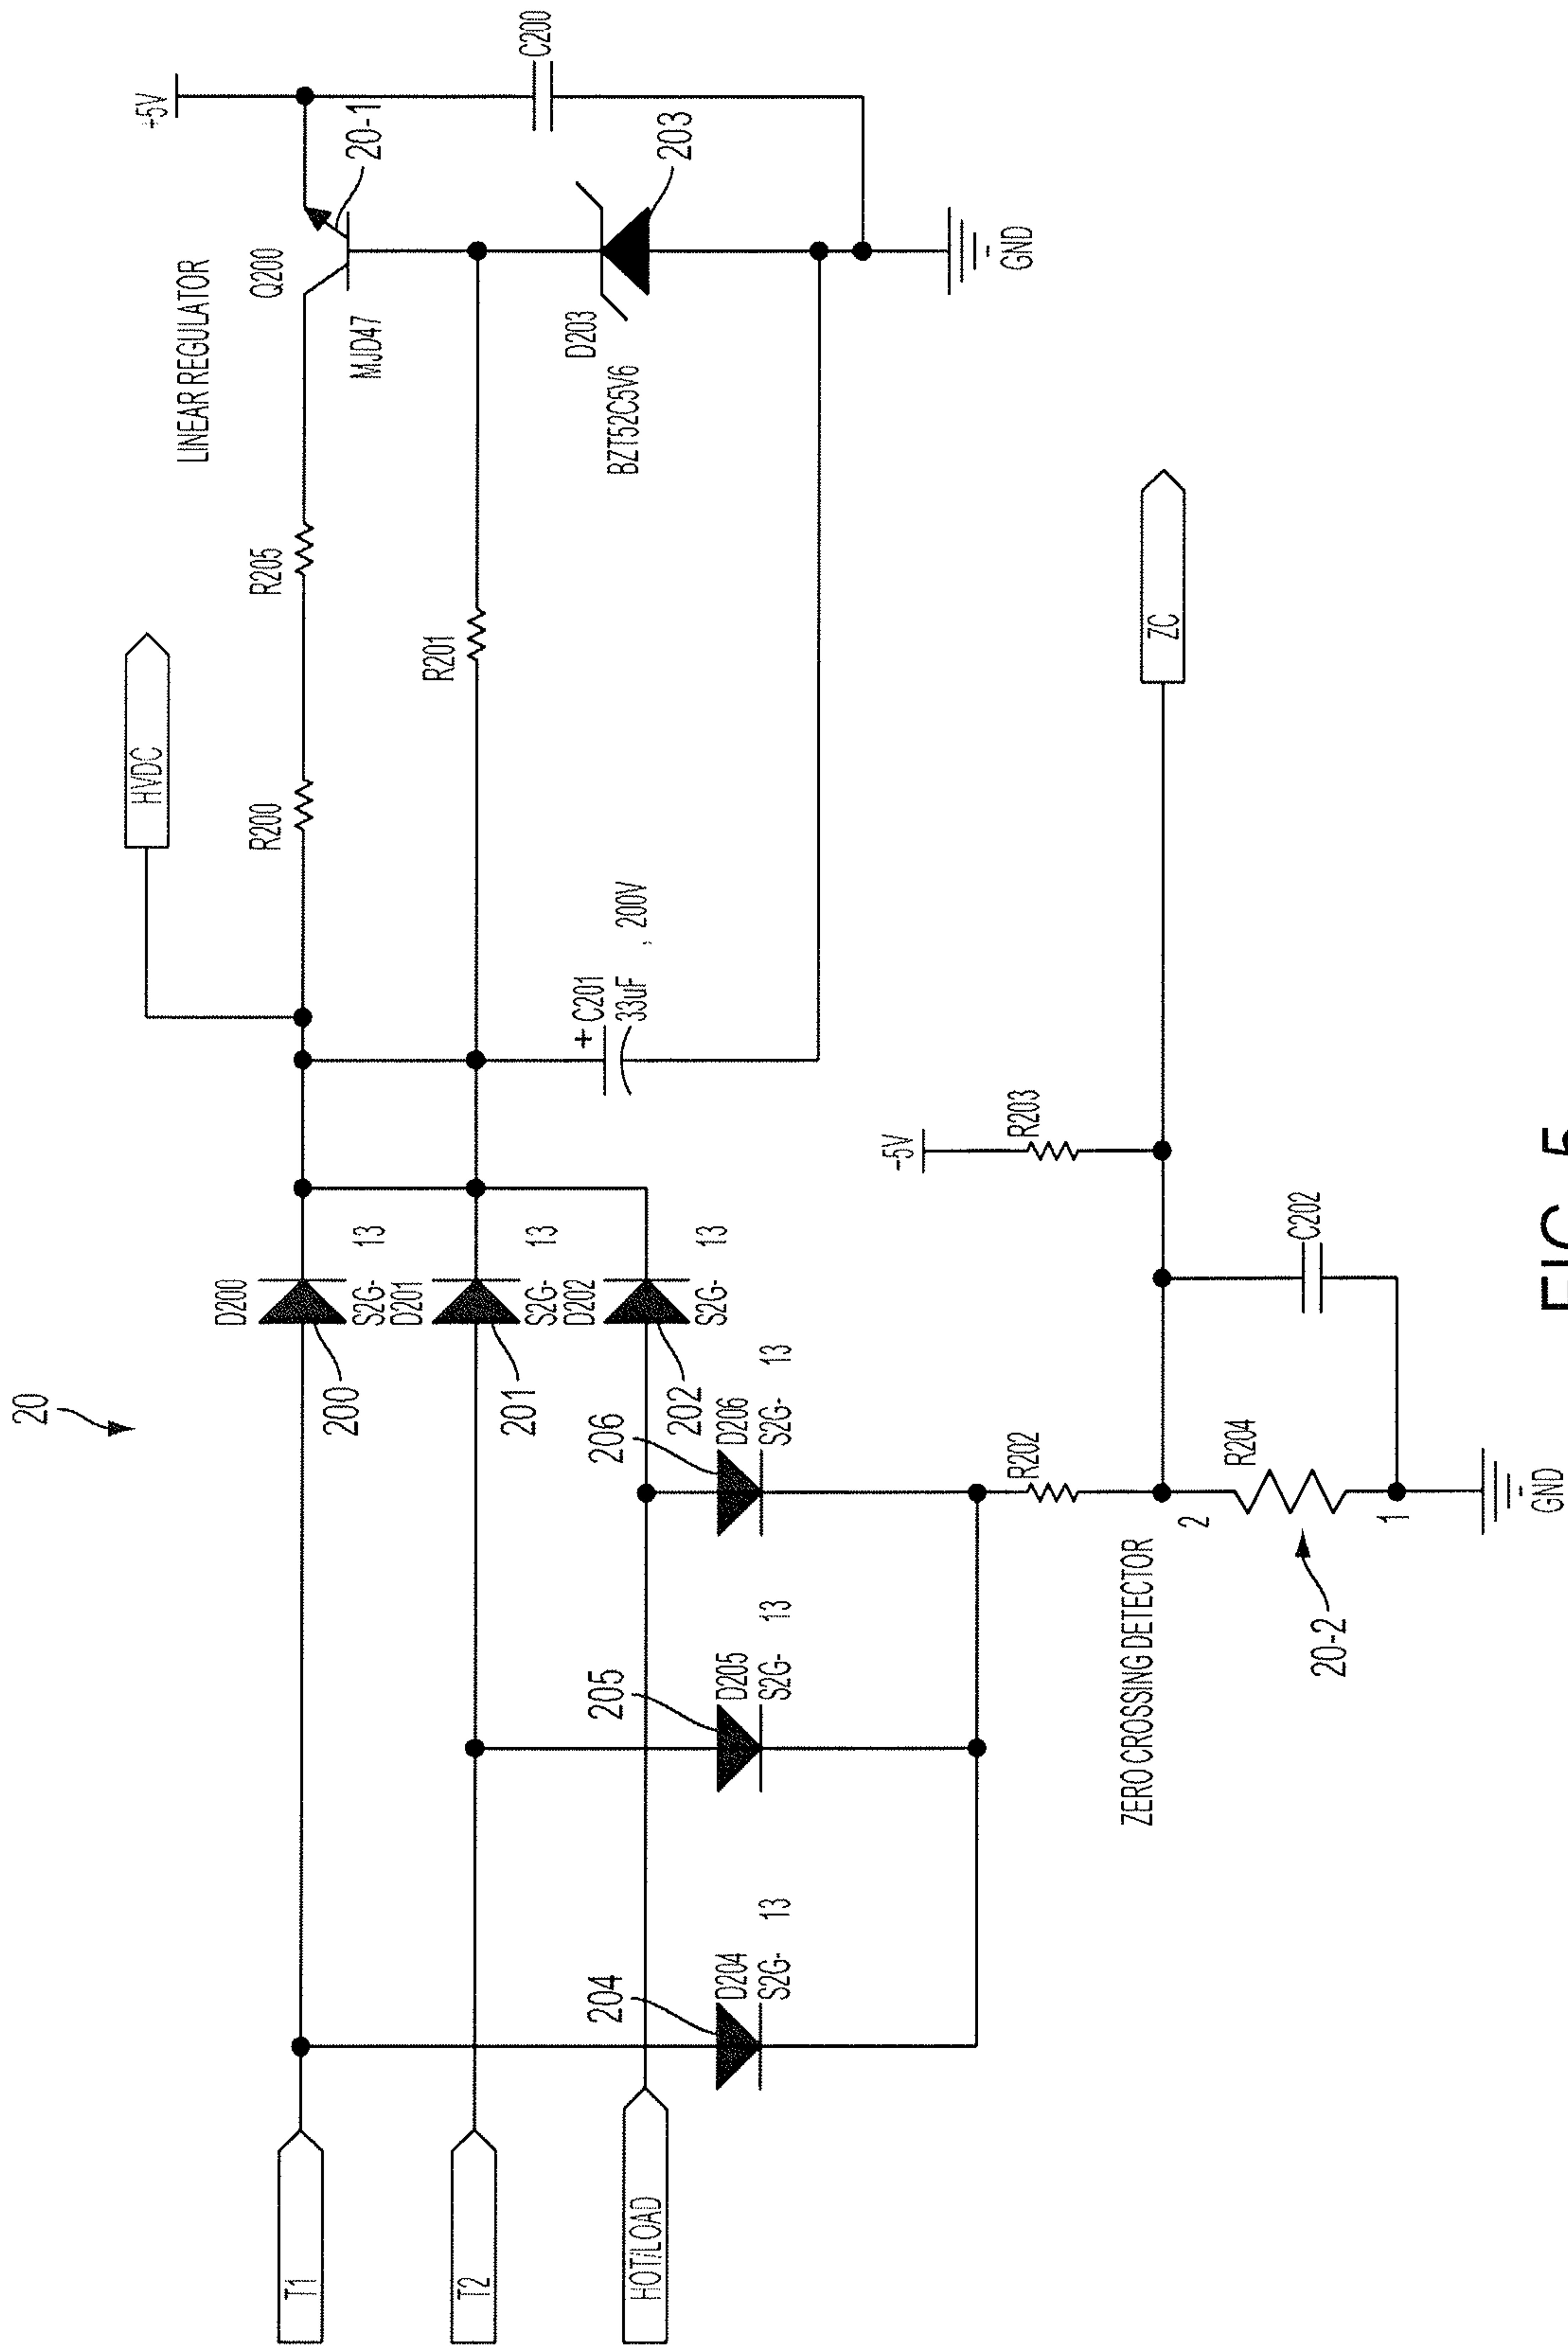 20
T1
T2
HOT/LOAD
D200
S2G-
13
200
D201
S2G-
13
201
D202
S2G-
13
202
204
D204
S2G-
13
205
D205
S2G-
13
206
D206
S2G-
13
HVDC
R200
R205
LINEAR REGULATOR
Q200
MJD47
20-1
+5V
C200
R201
+ C201
33uF , 200V
D203
BZT52C5V6
203
GND
ZERO CROSSING DETECTOR
R202
2
R204
1
20-2
GND
C202
-5V
R203
ZC
FIG. 5